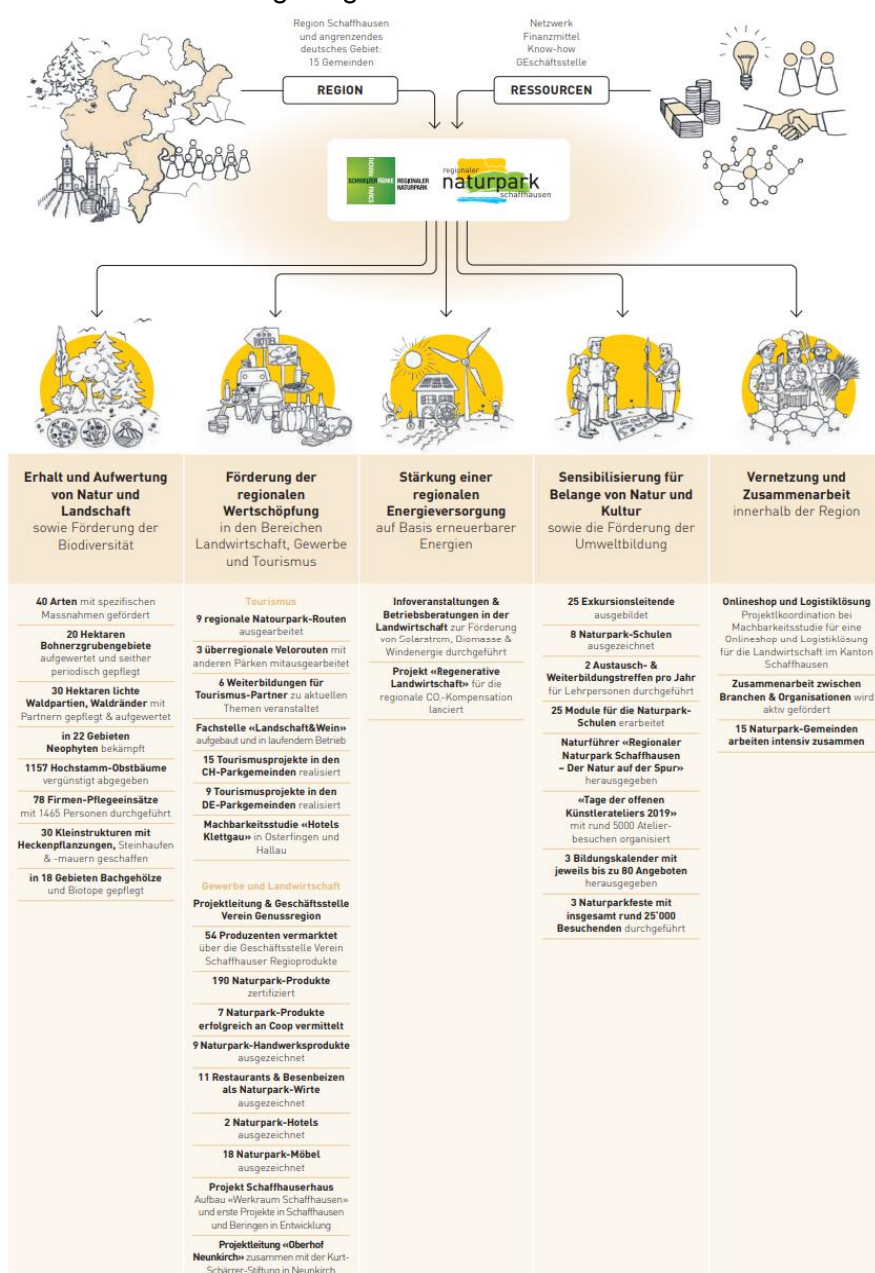 Region Schaffhausen
und angrenzendes
deutsches Gebiet:
15 Gemeinden
REGION
Netzwerk
Finanzmittel
Know-how
GEschäftsstelle
RESSOURCEN
REGIONALER
NATURPARK
regionaler
naturpark
schaffhausen
HOTEL
Erhalt und Aufwertung
von Natur und
Landschaft
sowie Förderung der
Biodiversität
40 Arten mit spezifischen
Massnahmen gefördert
20 Hektaren
Bohnerzgrubengebiete
aufgewertet und seither
periodisch gepflegt
30 Hektaren lichte
Waldpartien, Waldränder mit
Partnern gepflegt & aufgewertet
in 22 Gebieten
Neophyten bekämpft
1157 Hochstamm-Obstbäume
vergünstigt abgegeben
78 Firmen-Pflegeeinsätze
mit 1465 Personen durchgeführt
30 Kleinstrukturen mit
Heckenpflanzungen, Steinhaufen
& -mauern geschaffen
in 18 Gebieten Bachgehölze
und Biotope gepflegt
Förderung der
regionalen
Wertschöpfung
in den Bereichen
Landwirtschaft, Gewerbe
und Tourismus
Tourismus
9 regionale Natourpark-Routen
ausgearbeitet
3 überregionale Velorouten mit
anderen Pärken mitausgearbeitet
6 Weiterbildungen für
Tourismus-Partner zu aktuellen
Themen veranstaltet
Fachstelle «Landschaft&Wein»
aufgebaut und in laufendem Betrieb
15 Tourismusprojekte in den
CH-Parkgemeinden realisiert
9 Tourismusprojekte in den
DE-Parkgemeinden realisiert
Machbarkeitsstudie «Hotels
Klettgau» in Osterfingen und
Hallau
Gewerbe und Landwirtschaft
Projektleitung & Geschäftsstelle
Verein Genussregion
54 Produzenten vermarktet
über die Geschäftsstelle Verein
Schaffhauser Regioprodukte
190 Naturpark-Produkte
zertifiziert
7 Naturpark-Produkte
erfolgreich an Coop vermittelt
9 Naturpark-Handwerksprodukte
ausgezeichnet
11 Restaurants & Besenbeizen
als Naturpark-Wirte
ausgezeichnet
2 Naturpark-Hotels
ausgezeichnet
18 Naturpark-Möbel
ausgezeichnet
Projekt Schaffhauserhaus
Aufbau «Werkraum Schaffhausen»
und erste Projekte in Schaffhausen
und Beringen in Entwicklung
Projektleitung «Oberhof
Neunkirch» zusammen mit der Kurt-
Schärrer-Stiftung in Neunkirch
Stärkung einer
regionalen
Energieversorgung
auf Basis erneuerbarer
Energien
Infoveranstaltungen &
Betriebsberatungen in der
Landwirtschaft zur Förderung
von Solarstrom, Biomasse &
Windenergie durchgeführt
Projekt «Regenerative
Landwirtschaft» für die
regionale CO₂-Kompensation
lanciert
Sensibilisierung für
Belange von Natur und
Kultur
sowie die Förderung der
Umweltbildung
25 Exkursionsleitende
ausgebildet
8 Naturpark-Schulen
ausgezeichnet
2 Austausch- &
Weiterbildungstreffen pro Jahr
für Lehrpersonen durchgeführt
25 Module für die Naturpark-
Schulen erarbeitet
Naturführer «Regionaler
Naturpark Schaffhausen
– Der Natur auf der Spur»
herausgegeben
«Tage der offenen
Künstlerateliers 2019»
mit rund 5000 Atelier-
besuchen organisiert
3 Bildungskalender mit
jeweils bis zu 80 Angeboten
herausgegeben
3 Naturparkfeste mit
insgesamt rund 25'000
Besuchenden durchgeführt
Vernetzung und
Zusammenarbeit
innerhalb der Region
Onlineshop und Logistiklösung
Projektlkoordination bei
Machbarkeitsstudie für eine
Onlineshop und Logistiklösung
für die Landwirtschaft im Kanton
Schaffhausen
Zusammenarbeit zwischen
Branchen & Organisationen wird
aktiv gefördert
15 Naturpark-Gemeinden
arbeiten intensiv zusammen